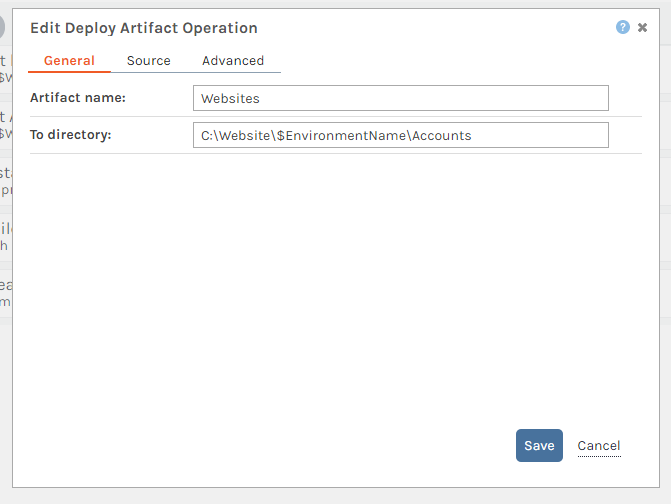 Edit Deploy Artifact Operation
General Source Advanced
Artifact name: Websites
To directory: C:\Website\$EnvironmentName\Accounts
Save Cancel